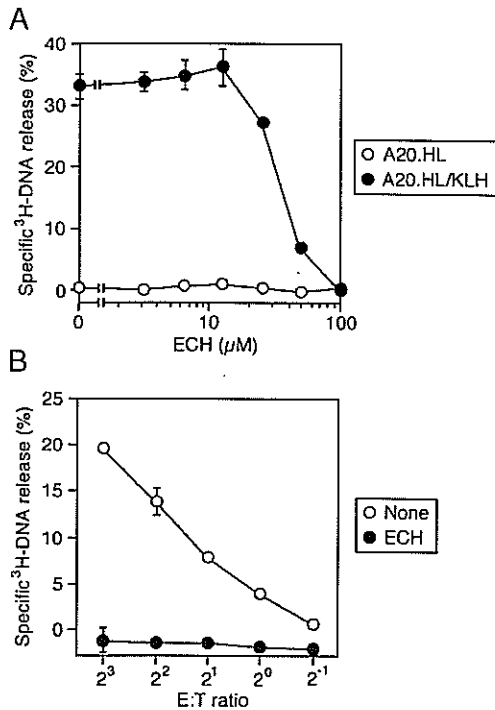 A
Specific ³H-DNA release (%)
40
30
20
10
0
0
10
100
ECH (µM)
A20.HL
A20.HL/KLH
B
Specific ³H-DNA release (%)
25
20
15
10
5
0
2³
2²
2¹
2⁰
2⁻¹
E:T ratio
None
ECH